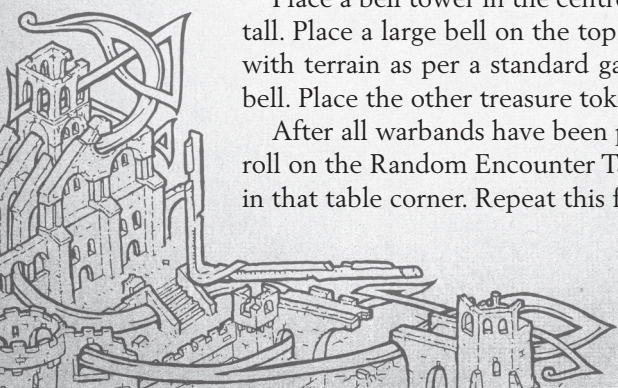 Place a bell tower in the centre
tall. Place a large bell on the top
with terrain as per a standard ga
bell. Place the other treasure tok
After all warbands have been
roll on the Random Encounter T
in that table corner. Repeat this f